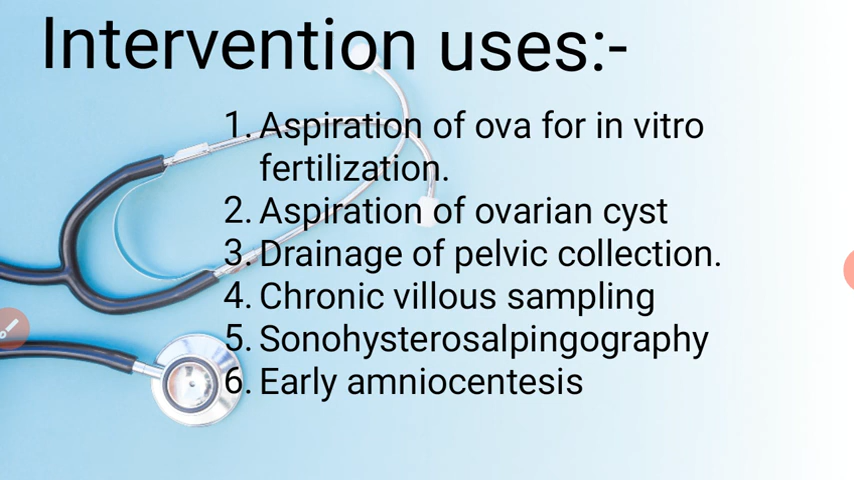 Intervention uses:-
1. Aspiration of ova for in vitro
fertilization.
2. Aspiration of ovarian cyst
3. Drainage of pelvic collection.
4. Chronic villous sampling
5. Sonohysterosalpingography
6. Early amniocentesis